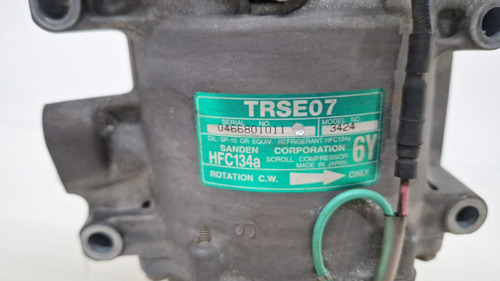 TRSE07
SERIAL NO. MODEL NO.
0466801011 3424
OIL: SP-10 OR EQUIV. REFRIGERANT:HFC134a
SANDEN CORPORATION 6Y
HFC134a SCROLL COMPRESSOR
MADE IN JAPAN
ROTATION C.W. ONLY
S